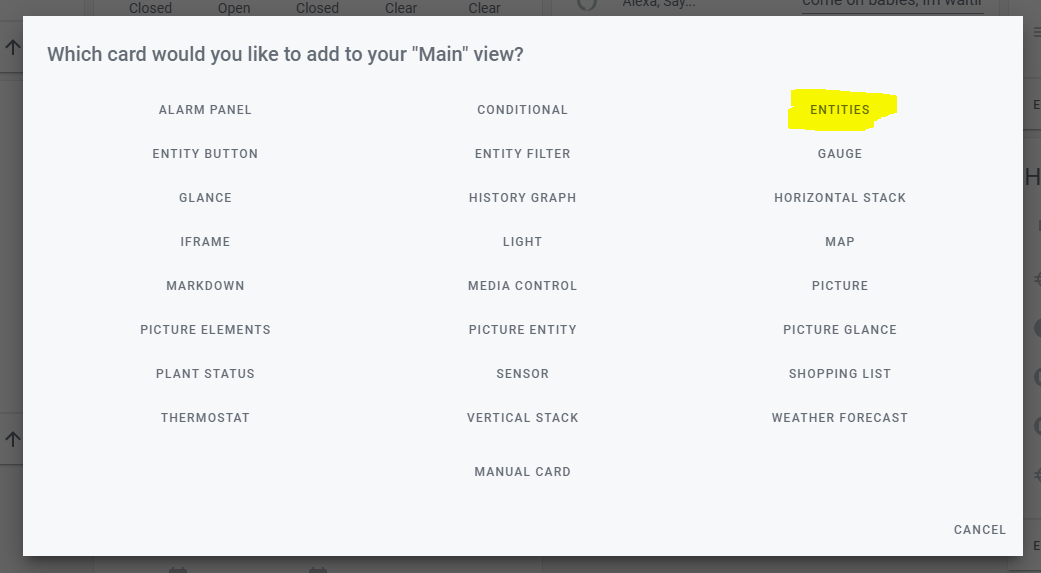 Closed Open Closed Clear Clear
Alexa, Say...
come on babies, im waitin
Which card would you like to add to your "Main" view?
ALARM PANEL CONDITIONAL ENTITIES
ENTITY BUTTON ENTITY FILTER GAUGE
GLANCE HISTORY GRAPH HORIZONTAL STACK
IFRAME LIGHT MAP
MARKDOWN MEDIA CONTROL PICTURE
PICTURE ELEMENTS PICTURE ENTITY PICTURE GLANCE
PLANT STATUS SENSOR SHOPPING LIST
THERMOSTAT VERTICAL STACK WEATHER FORECAST
MANUAL CARD
CANCEL